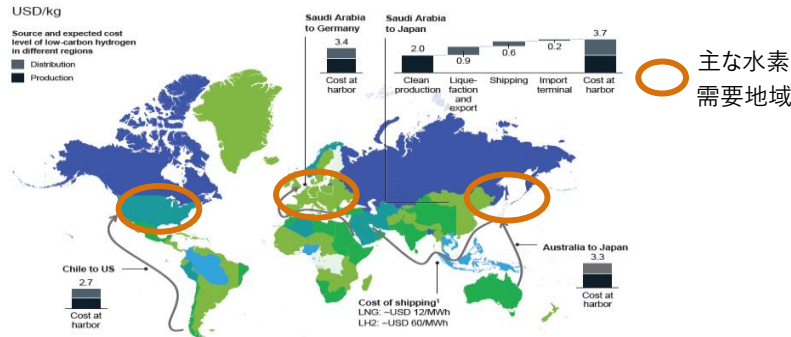 USD/kg
Source and expected cost
level of low-carbon hydrogen
in different regions
Distribution
Production
Saudi Arabia
to Germany
3.4
Cost at
harbor
Saudi Arabia
to Japan
2.0
Clean
production
0.9
Lique-
faction
and
export
0.6
Shipping
0.2
Import
terminal
3.7
Cost at
harbor
主な水素
需要地域
Chile to US
2.7
Cost at
harbor
Cost of shipping¹
LNG: ~USD 12/MWh
LH2: ~USD 60/MWh
Australia to Japan
3.3
Cost at
harbor